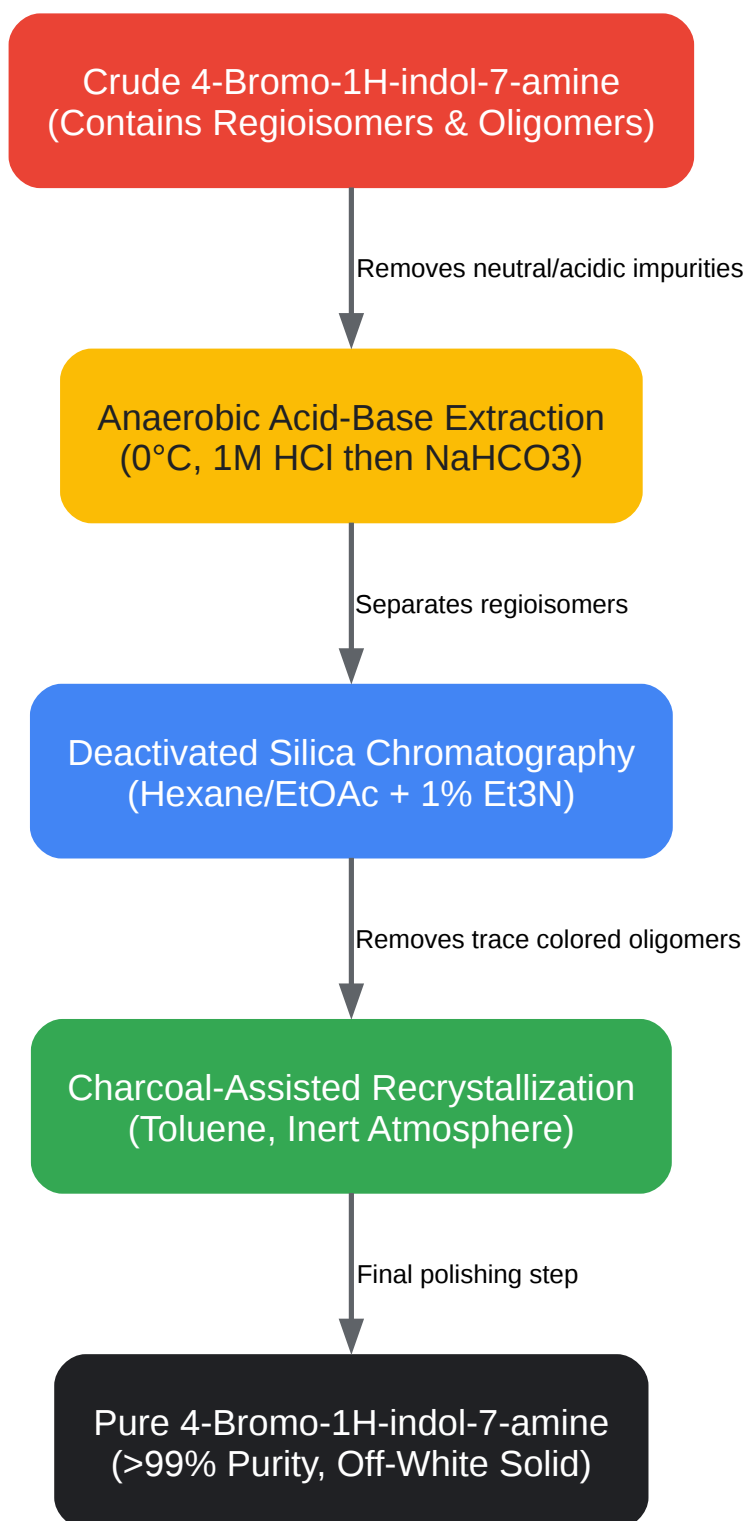 Crude 4-Bromo-1H-indol-7-amine
(Contains Regioisomers & Oligomers)
Removes neutral/acidic impurities
Anaerobic Acid-Base Extraction
(0°C, 1M HCl then NaHCO3)
Separates regioisomers
Deactivated Silica Chromatography
(Hexane/EtOAc + 1% Et3N)
Removes trace colored oligomers
Charcoal-Assisted Recrystallization
(Toluene, Inert Atmosphere)
Final polishing step
Pure 4-Bromo-1H-indol-7-amine
(>99% Purity, Off-White Solid)